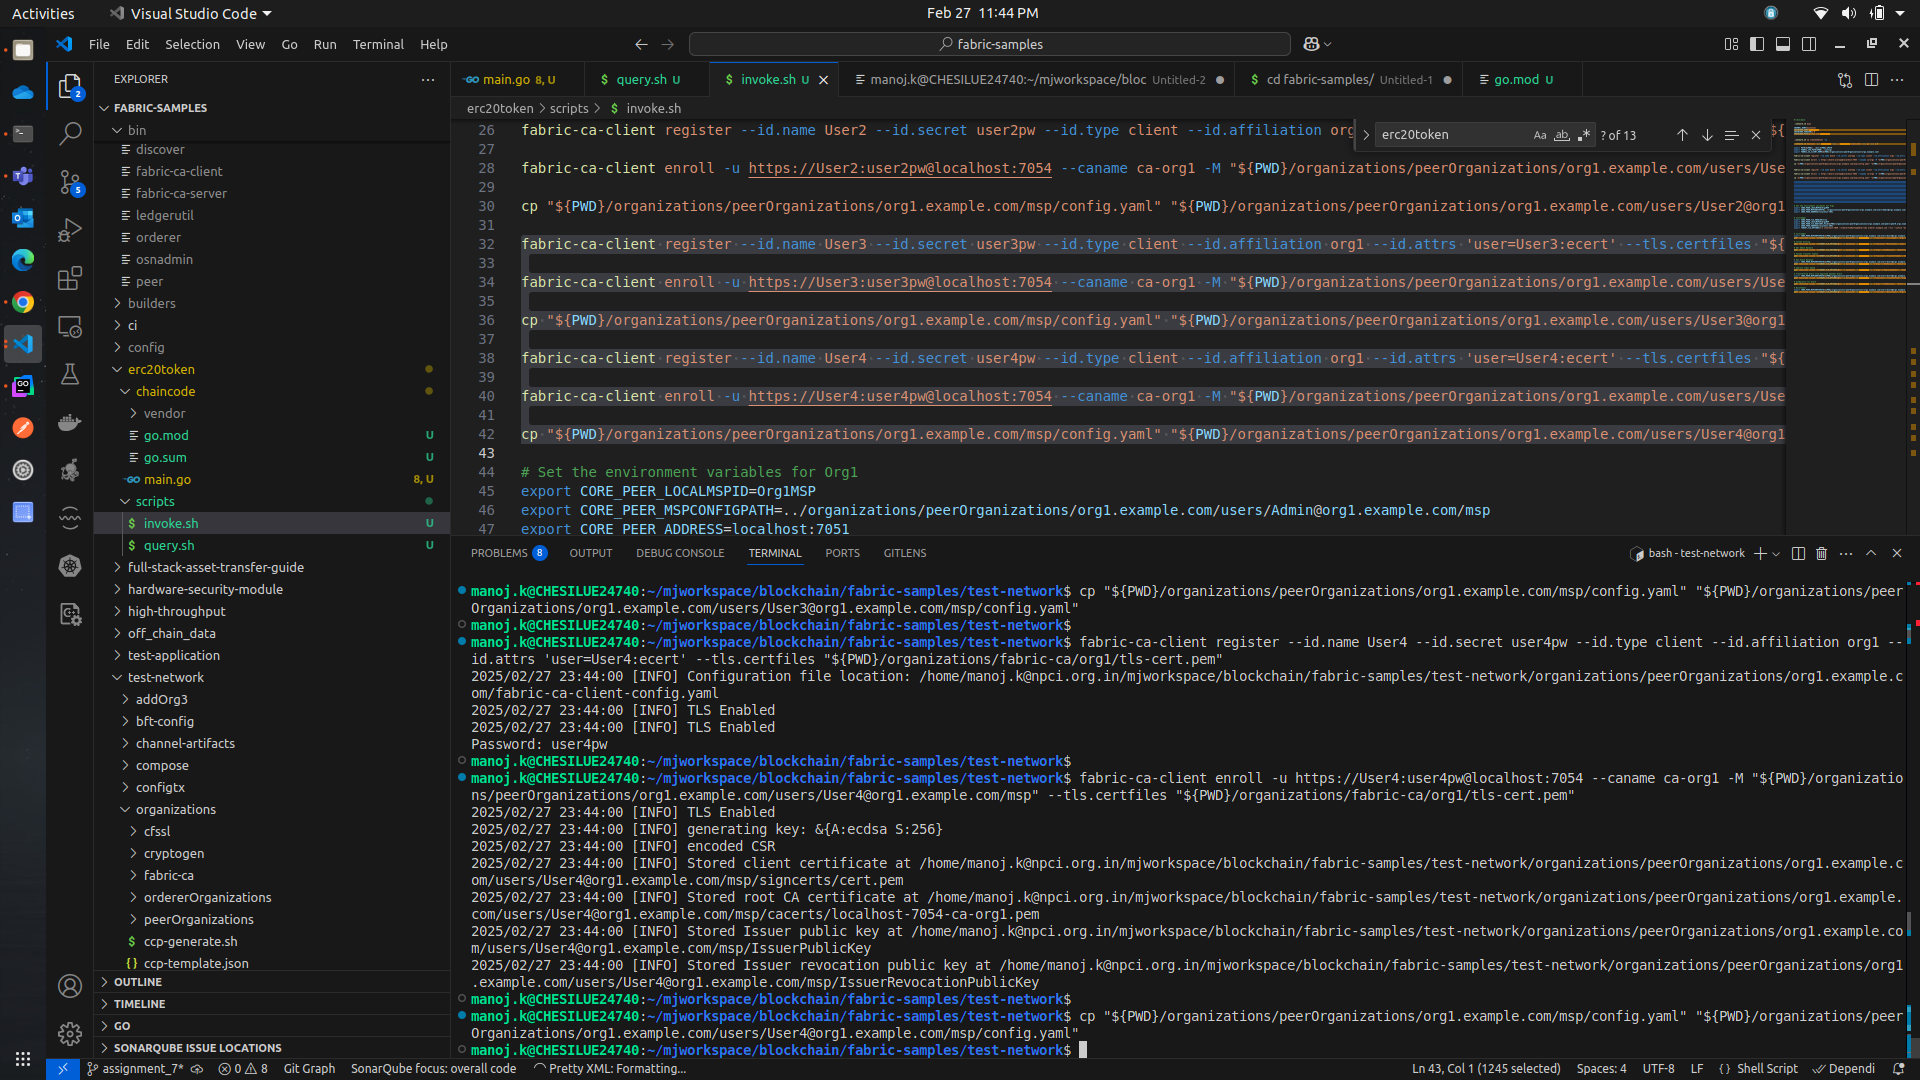 Activities
Visual Studio Code
Feb 27 11:44 PM
File Edit Selection View Go Run Terminal Help
fabric-samples
EXPLORER
main.go 8, U
query.sh U
invoke.sh U
manoj.k@CHESILUE24740:~/mjworkspace/bloc Untitled-2
cd fabric-samples/ Untitled-1
go.mod U
erc20token > scripts > $ invoke.sh
erc20token
Aa ab .* ? of 13
2
5
FABRIC-SAMPLES
bin
discover
fabric-ca-client
fabric-ca-server
ledgerutil
orderer
osnadmin
peer
builders
ci
config
erc20token
chaincode
vendor
go.mod U
go.sum U
main.go 8, U
scripts
$ invoke.sh U
$ query.sh U
full-stack-asset-transfer-guide
hardware-security-module
high-throughput
off_chain_data
test-application
test-network
addOrg3
bft-config
channel-artifacts
compose
configtx
organizations
cfssl
cryptogen
fabric-ca
ordererOrganizations
peerOrganizations
$ ccp-generate.sh
{} ccp-template.json
OUTLINE
TIMELINE
GO
SONARQUBE ISSUE LOCATIONS
26 fabric-ca-client register --id.name User2 --id.secret user2pw --id.type client --id.affiliation org
27
28 fabric-ca-client enroll -u https://User2:user2pw@localhost:7054 --caname ca-org1 -M "${PWD}/organizations/peerOrganizations/org1.example.com/users/Use
29
30 cp "${PWD}/organizations/peerOrganizations/org1.example.com/msp/config.yaml" "${PWD}/organizations/peerOrganizations/org1.example.com/users/User2@org1
31
32 fabric-ca-client register --id.name User3 --id.secret user3pw --id.type client --id.affiliation org1 --id.attrs 'user=User3:ecert' --tls.certfiles "${
33
34 fabric-ca-client enroll -u https://User3:user3pw@localhost:7054 --caname ca-org1 -M "${PWD}/organizations/peerOrganizations/org1.example.com/users/Use
35
36 cp "${PWD}/organizations/peerOrganizations/org1.example.com/msp/config.yaml" "${PWD}/organizations/peerOrganizations/org1.example.com/users/User3@org1
37
38 fabric-ca-client register --id.name User4 --id.secret user4pw --id.type client --id.affiliation org1 --id.attrs 'user=User4:ecert' --tls.certfiles "${
39
40 fabric-ca-client enroll -u https://User4:user4pw@localhost:7054 --caname ca-org1 -M "${PWD}/organizations/peerOrganizations/org1.example.com/users/Use
41
42 cp "${PWD}/organizations/peerOrganizations/org1.example.com/msp/config.yaml" "${PWD}/organizations/peerOrganizations/org1.example.com/users/User4@org1
43
44 # Set the environment variables for Org1
45 export CORE_PEER_LOCALMSPID=Org1MSP
46 export CORE_PEER_MSPCONFIGPATH=../organizations/peerOrganizations/org1.example.com/users/Admin@org1.example.com/msp
47 export CORE_PEER_ADDRESS=localhost:7051
PROBLEMS 8 OUTPUT DEBUG CONSOLE TERMINAL PORTS GITLENS
bash - test-network
manoj.k@CHESILUE24740:~/mjworkspace/blockchain/fabric-samples/test-network$ cp "${PWD}/organizations/peerOrganizations/org1.example.com/msp/config.yaml" "${PWD}/organizations/peer
Organizations/org1.example.com/users/User3@org1.example.com/msp/config.yaml"
manoj.k@CHESILUE24740:~/mjworkspace/blockchain/fabric-samples/test-network$
manoj.k@CHESILUE24740:~/mjworkspace/blockchain/fabric-samples/test-network$ fabric-ca-client register --id.name User4 --id.secret user4pw --id.type client --id.affiliation org1 --
id.attrs 'user=User4:ecert' --tls.certfiles "${PWD}/organizations/fabric-ca/org1/tls-cert.pem"
2025/02/27 23:44:00 [INFO] Configuration file location: /home/manoj.k@npci.org.in/mjworkspace/blockchain/fabric-samples/test-network/organizations/peerOrganizations/org1.example.c
om/fabric-ca-client-config.yaml
2025/02/27 23:44:00 [INFO] TLS Enabled
2025/02/27 23:44:00 [INFO] TLS Enabled
Password: user4pw
manoj.k@CHESILUE24740:~/mjworkspace/blockchain/fabric-samples/test-network$
manoj.k@CHESILUE24740:~/mjworkspace/blockchain/fabric-samples/test-network$ fabric-ca-client enroll -u https://User4:user4pw@localhost:7054 --caname ca-org1 -M "${PWD}/organizatio
ns/peerOrganizations/org1.example.com/users/User4@org1.example.com/msp" --tls.certfiles "${PWD}/organizations/fabric-ca/org1/tls-cert.pem"
2025/02/27 23:44:00 [INFO] TLS Enabled
2025/02/27 23:44:00 [INFO] generating key: &{A:ecdsa S:256}
2025/02/27 23:44:00 [INFO] encoded CSR
2025/02/27 23:44:00 [INFO] Stored client certificate at /home/manoj.k@npci.org.in/mjworkspace/blockchain/fabric-samples/test-network/organizations/peerOrganizations/org1.example.c
om/users/User4@org1.example.com/msp/signcerts/cert.pem
2025/02/27 23:44:00 [INFO] Stored root CA certificate at /home/manoj.k@npci.org.in/mjworkspace/blockchain/fabric-samples/test-network/organizations/peerOrganizations/org1.example.
com/users/User4@org1.example.com/msp/cacerts/localhost-7054-ca-org1.pem
2025/02/27 23:44:00 [INFO] Stored Issuer public key at /home/manoj.k@npci.org.in/mjworkspace/blockchain/fabric-samples/test-network/organizations/peerOrganizations/org1.example.co
m/users/User4@org1.example.com/msp/IssuerPublicKey
2025/02/27 23:44:00 [INFO] Stored Issuer revocation public key at /home/manoj.k@npci.org.in/mjworkspace/blockchain/fabric-samples/test-network/organizations/peerOrganizations/org1
.example.com/users/User4@org1.example.com/msp/IssuerRevocationPublicKey
manoj.k@CHESILUE24740:~/mjworkspace/blockchain/fabric-samples/test-network$
manoj.k@CHESILUE24740:~/mjworkspace/blockchain/fabric-samples/test-network$ cp "${PWD}/organizations/peerOrganizations/org1.example.com/msp/config.yaml" "${PWD}/organizations/peer
Organizations/org1.example.com/users/User4@org1.example.com/msp/config.yaml"
manoj.k@CHESILUE24740:~/mjworkspace/blockchain/fabric-samples/test-network$
assignment_7* 0 8 Git Graph SonarQube focus: overall code Pretty XML: Formatting...
Ln 43, Col 1 (1245 selected) Spaces: 4 UTF-8 LF {} Shell Script Dependi